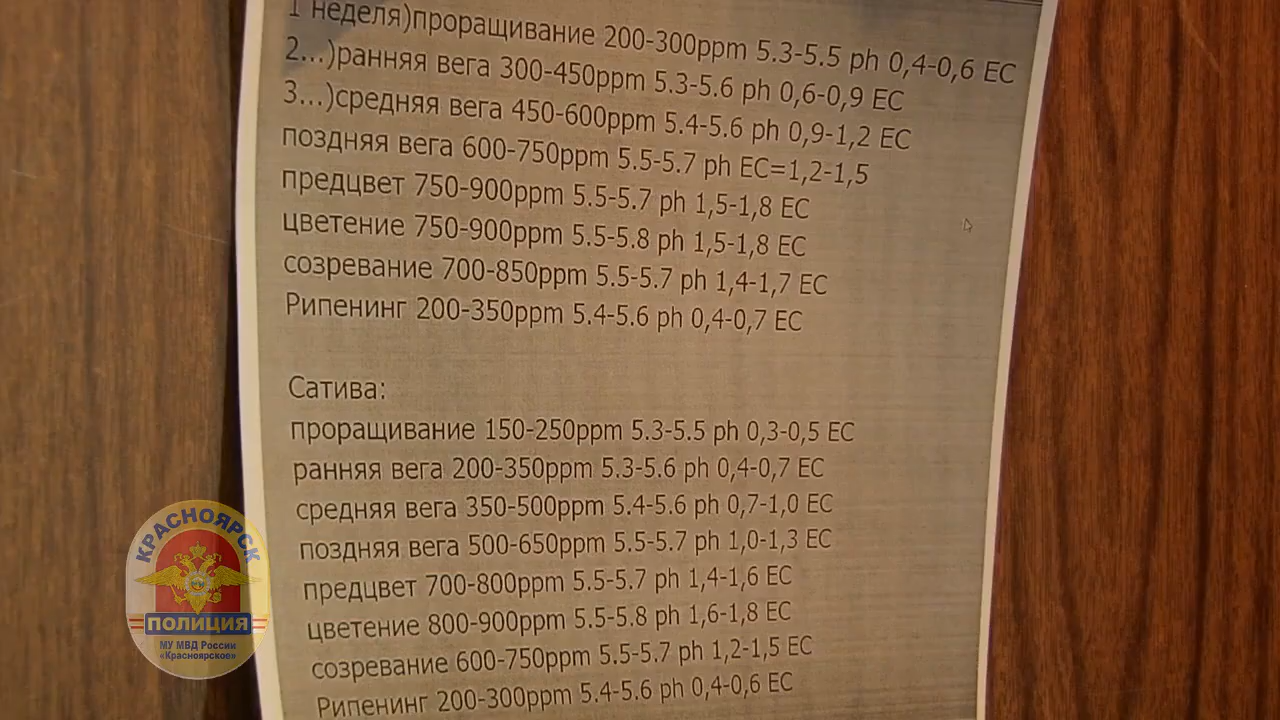 1 неделя)проращивание 200-300ppm 5.3-5.5 ph 0,4-0,6 EC
2...)ранняя вега 300-450ppm 5.3-5.6 ph 0,6-0,9 EC
3...)средняя вега 450-600ppm 5.4-5.6 ph 0,9-1,2 EC
поздняя вега 600-750ppm 5.5-5.7 ph EC=1,2-1,5
предцвет 750-900ppm 5.5-5.7 ph 1,5-1,8 EC
цветение 750-900ppm 5.5-5.8 ph 1,5-1,8 EC
созревание 700-850ppm 5.5-5.7 ph 1,4-1,7 EC
Рипенинг 200-350ppm 5.4-5.6 ph 0,4-0,7 EC
Сатива:
проращивание 150-250ppm 5.3-5.5 ph 0,3-0,5 EC
ранняя вега 200-350ppm 5.3-5.6 ph 0,4-0,7 EC
средняя вега 350-500ppm 5.4-5.6 ph 0,7-1,0 EC
поздняя вега 500-650ppm 5.5-5.7 ph 1,0-1,3 EC
предцвет 700-800ppm 5.5-5.7 ph 1,4-1,6 EC
цветение 800-900ppm 5.5-5.8 ph 1,6-1,8 EC
созревание 600-750ppm 5.5-5.7 ph 1,2-1,5 EC
Рипенинг 200-300ppm 5.4-5.6 ph 0,4-0,6 EC
КРАСНОЯРСК
ПОЛИЦИЯ
МУ МВД России
«Красноярское»